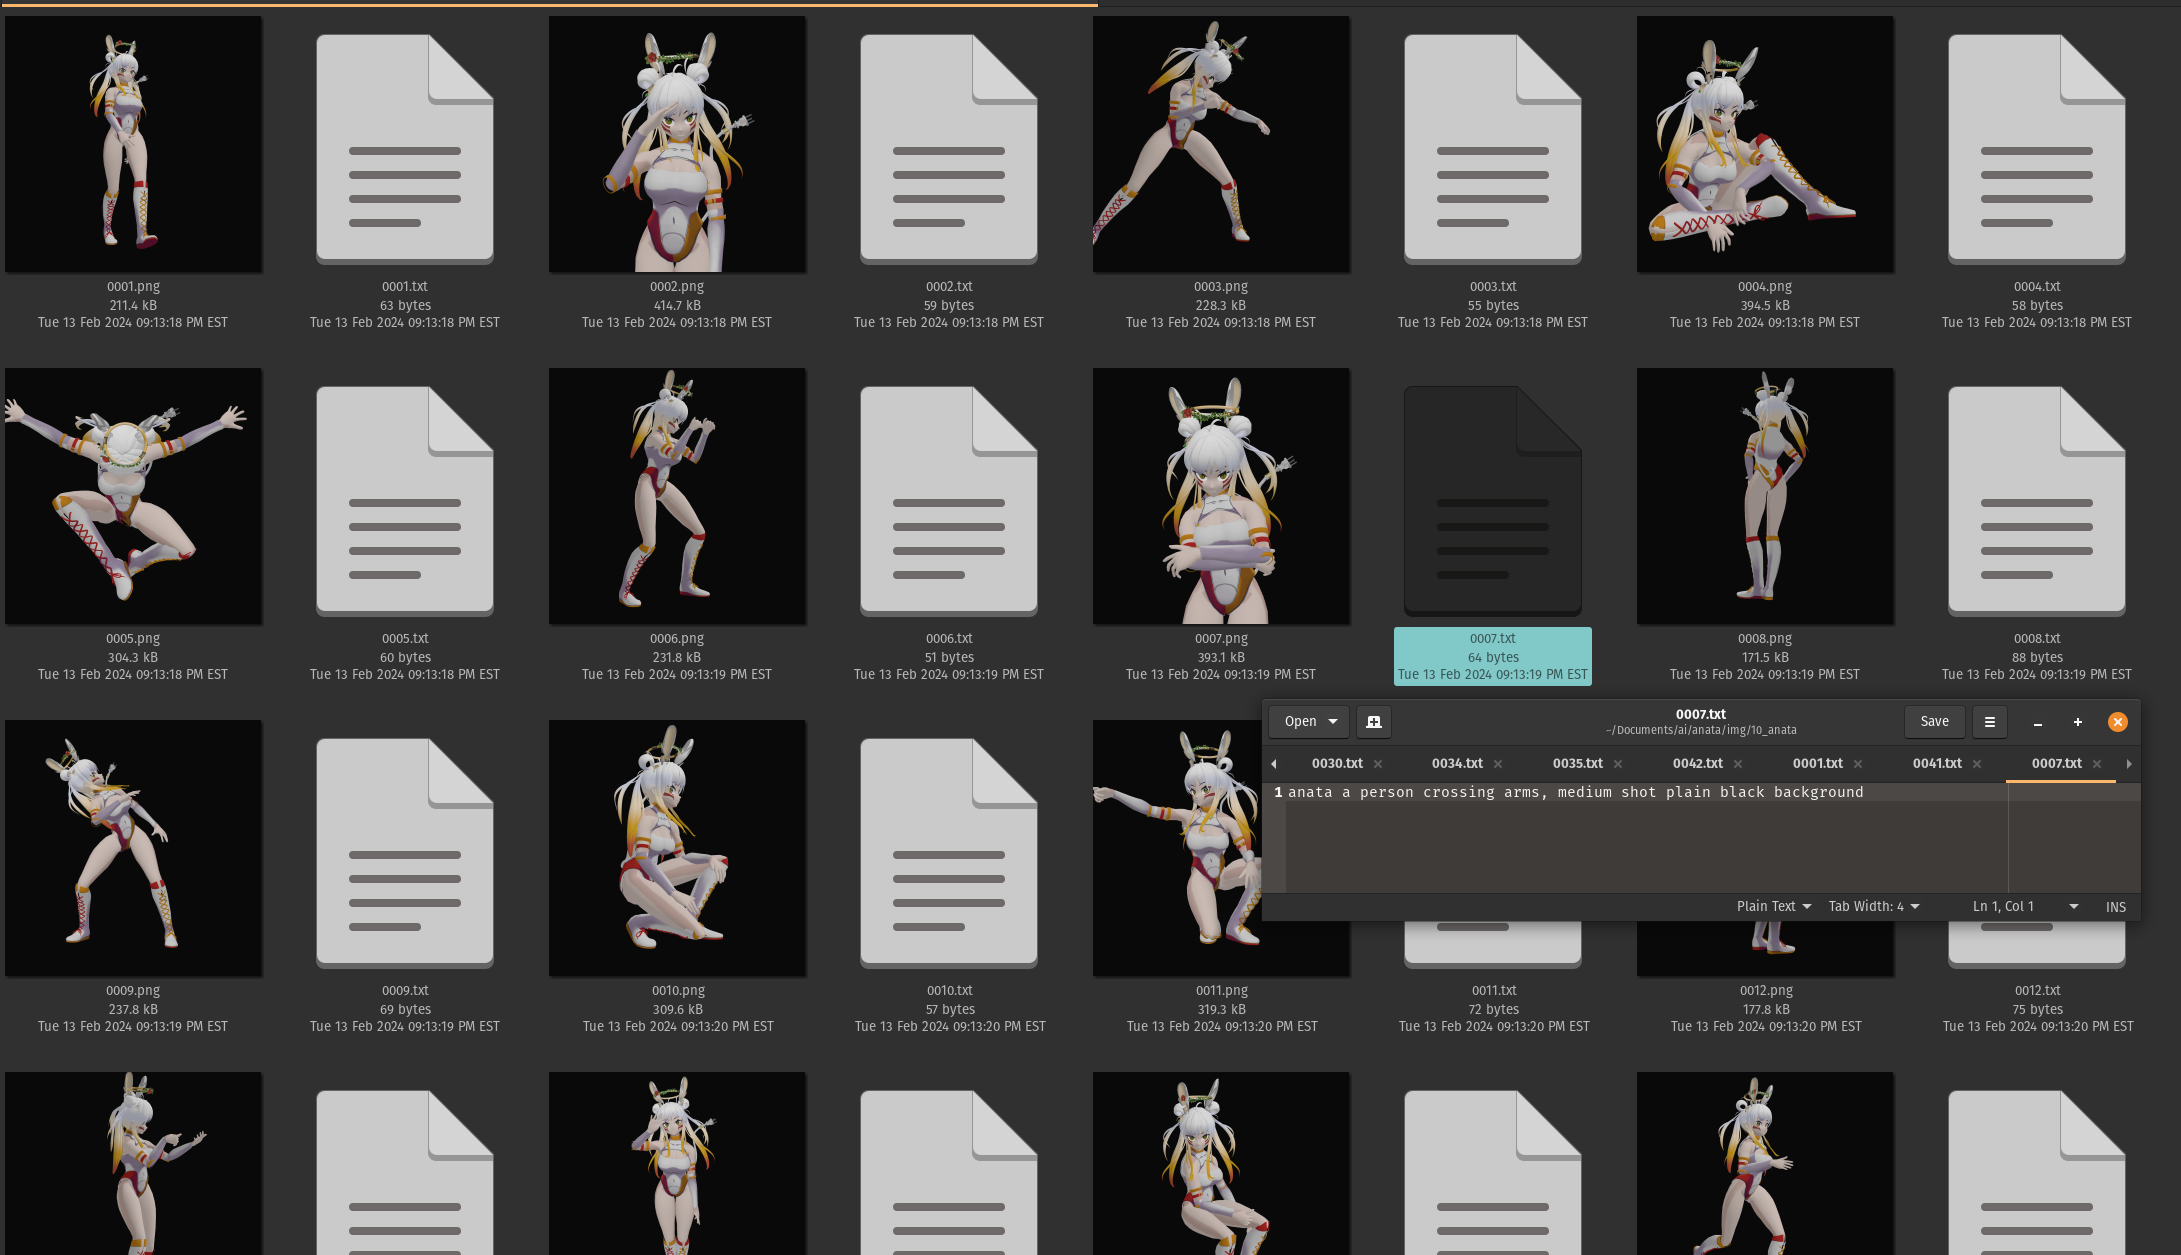 0001.png
211.4 kB
Tue 13 Feb 2024 09:13:18 PM EST
0001.txt
63 bytes
Tue 13 Feb 2024 09:13:18 PM EST
0002.png
414.7 kB
Tue 13 Feb 2024 09:13:18 PM EST
0002.txt
59 bytes
Tue 13 Feb 2024 09:13:18 PM EST
0003.png
228.3 kB
Tue 13 Feb 2024 09:13:18 PM EST
0003.txt
55 bytes
Tue 13 Feb 2024 09:13:18 PM EST
0004.png
394.5 kB
Tue 13 Feb 2024 09:13:18 PM EST
0004.txt
58 bytes
Tue 13 Feb 2024 09:13:18 PM EST
0005.png
304.3 kB
Tue 13 Feb 2024 09:13:18 PM EST
0005.txt
60 bytes
Tue 13 Feb 2024 09:13:18 PM EST
0006.png
231.8 kB
Tue 13 Feb 2024 09:13:19 PM EST
0006.txt
51 bytes
Tue 13 Feb 2024 09:13:19 PM EST
0007.png
393.1 kB
Tue 13 Feb 2024 09:13:19 PM EST
0007.txt
64 bytes
Tue 13 Feb 2024 09:13:19 PM EST
0008.png
171.5 kB
Tue 13 Feb 2024 09:13:19 PM EST
0008.txt
88 bytes
Tue 13 Feb 2024 09:13:19 PM EST
Open
0007.txt
~/Documents/ai/anata/img/10_anata
Save
0030.txt
0034.txt
0035.txt
0042.txt
0001.txt
0041.txt
0007.txt
1 anata a person crossing arms, medium shot plain black background
Plain Text
Tab Width: 4
Ln 1, Col 1
INS
0009.png
237.8 kB
Tue 13 Feb 2024 09:13:19 PM EST
0009.txt
69 bytes
Tue 13 Feb 2024 09:13:19 PM EST
0010.png
309.6 kB
Tue 13 Feb 2024 09:13:20 PM EST
0010.txt
57 bytes
Tue 13 Feb 2024 09:13:20 PM EST
0011.png
319.3 kB
Tue 13 Feb 2024 09:13:20 PM EST
0011.txt
72 bytes
Tue 13 Feb 2024 09:13:20 PM EST
0012.png
177.8 kB
Tue 13 Feb 2024 09:13:20 PM EST
0012.txt
75 bytes
Tue 13 Feb 2024 09:13:20 PM EST